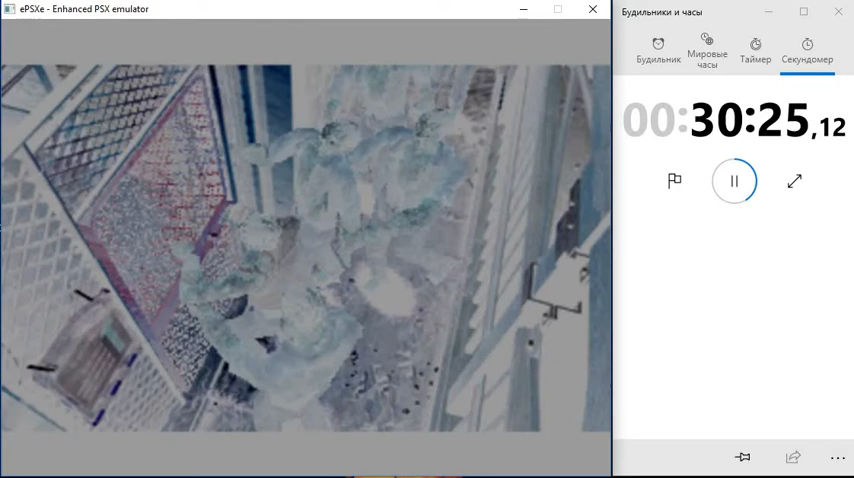 ePSXe - Enhanced PSX emulator
Будильники и часы
Будильник
Мировые
часы
Таймер
Секундомер
00:30:25,12